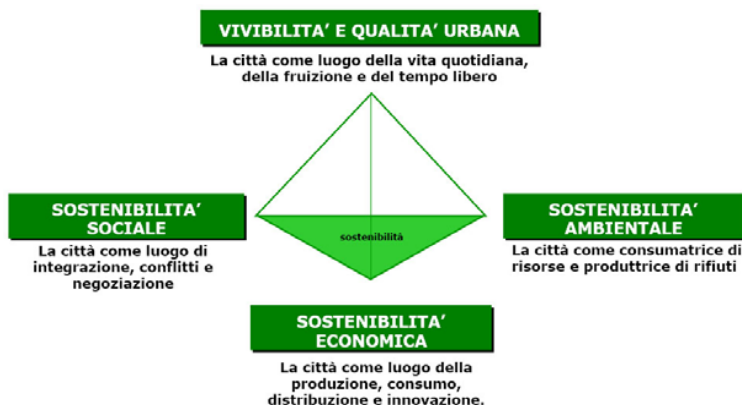 VIVIBILITA’ E QUALITA’ URBANA
La città come luogo della vita quotidiana,
della fruizione e del tempo libero
SOSTENIBILITA’
SOCIALE
La città come luogo di
integrazione, conflitti e
negoziazione
sostenibilità
SOSTENIBILITA’
AMBIENTALE
La città come consumatrice di
risorse e produttrice di rifiuti
SOSTENIBILITA’
ECONOMICA
La città come luogo della
produzione, consumo,
distribuzione e innovazione.